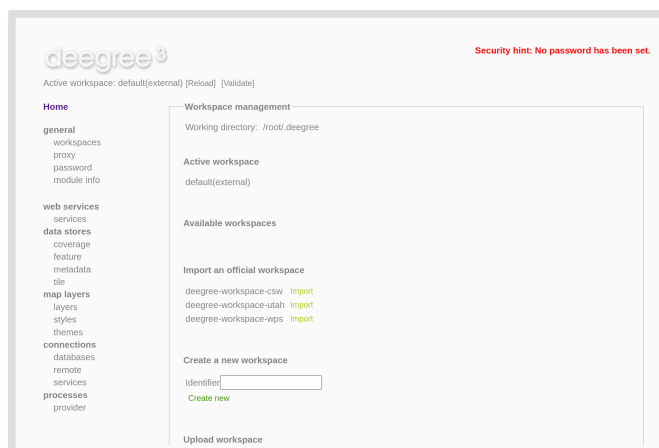 deegree 3
Security hint: No password has been set.
Active workspace: default(external) [Reload] [Validate]
Home
general
workspaces
proxy
password
module info
web services
services
data stores
coverage
feature
metadata
tile
map layers
layers
styles
themes
connections
databases
remote
services
processes
provider
Workspace management
Working directory: /root/.deegree
Active workspace
default(external)
Available workspaces
Import an official workspace
deegree-workspace-csw Import
deegree-workspace-utah Import
deegree-workspace-wps Import
Create a new workspace
Identifier
Create new
Upload workspace